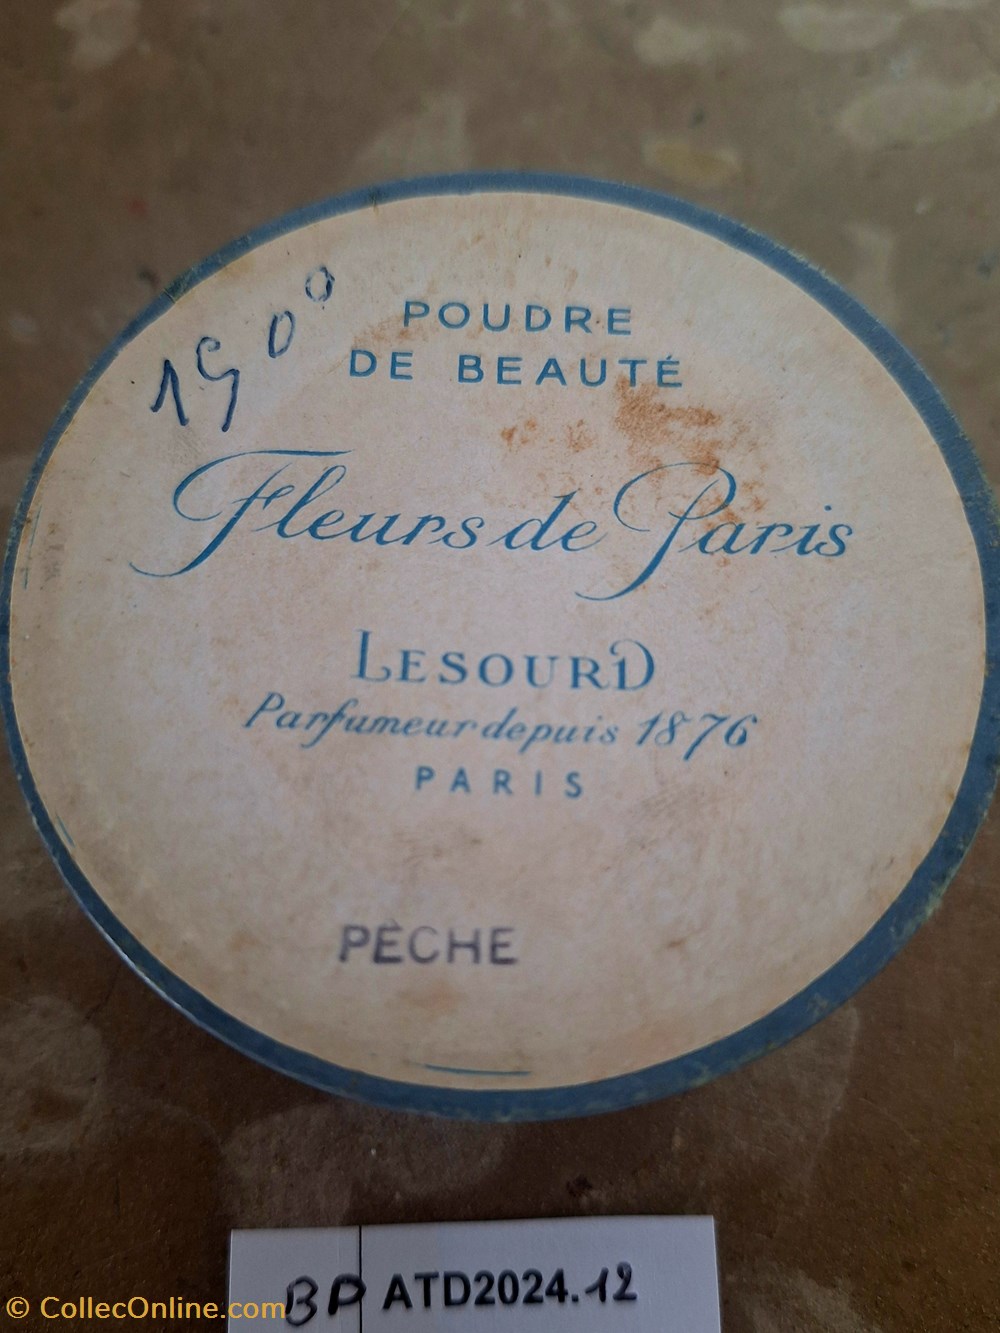 190⁰
POUDRE
DE BEAUTÉ
Fleurs de Paris
LESOURD
Parfumeur depuis 1876
PARIS
PÊCHE
BP ATD2024.12
© CollecOnline.com